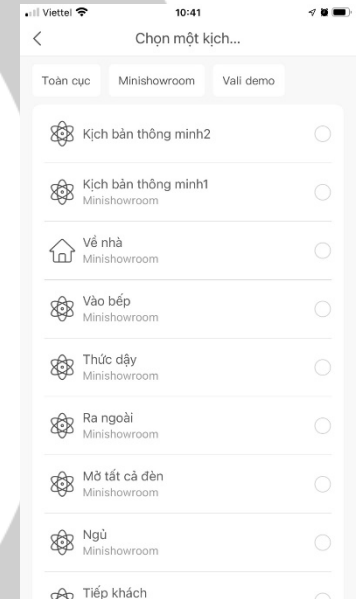 Viettel 10:41
Chọn một kịch...
Toàn cục Minishowroom Vali demo
Kịch bản thông minh2
Kịch bản thông minh1
Minishowroom
Về nhà
Minishowroom
Vào bếp
Minishowroom
Thức dậy
Minishowroom
Ra ngoài
Minishowroom
Mở tất cả đèn
Minishowroom
Ngủ
Minishowroom
Tiếp khách